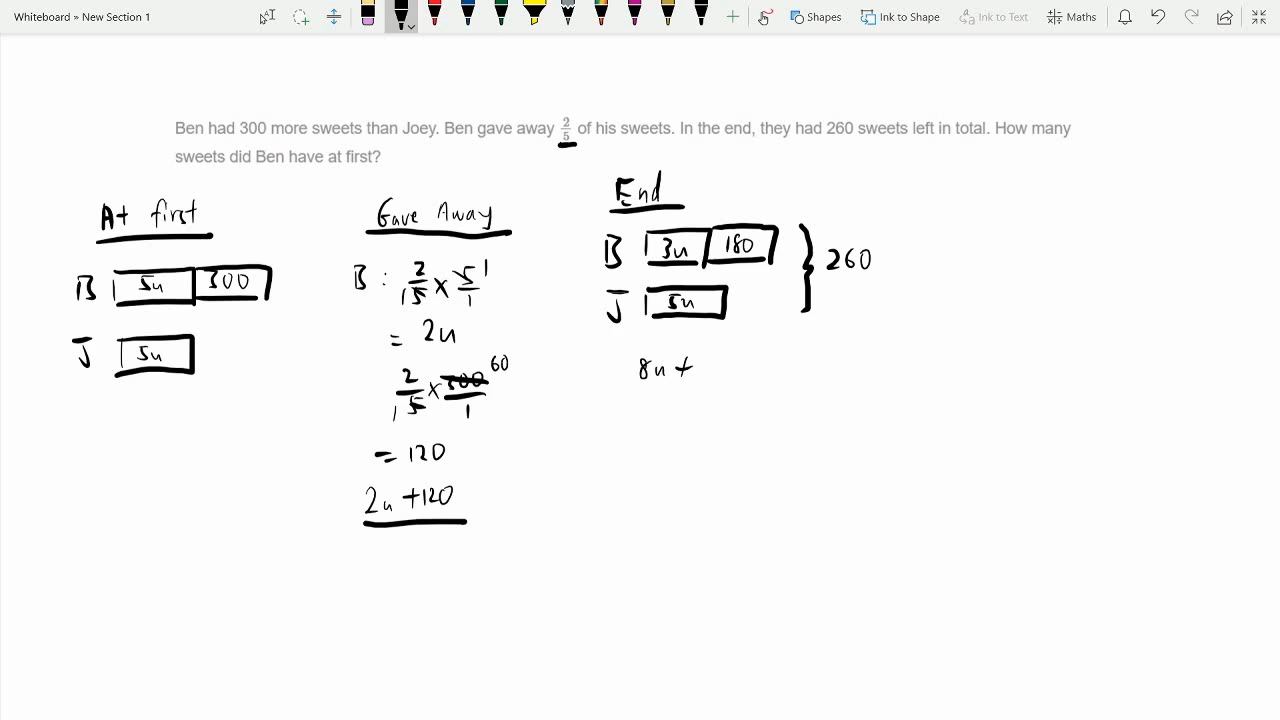 Whiteboard » New Section 1
Shapes
Ink to Shape
Ink to Text
Maths
Ben had 300 more sweets than Joey. Ben gave away 2/5 of his sweets. In the end, they had 260 sweets left in total. How many
sweets did Ben have at first?
At first
B 5u 300
J 5u
Gave Away
B : 2/5 × 5/1 1 1
= 2u
2/5 × 300/1 60 1
= 120
2u + 120
End
B 3u 180
J 5u
260
8u +